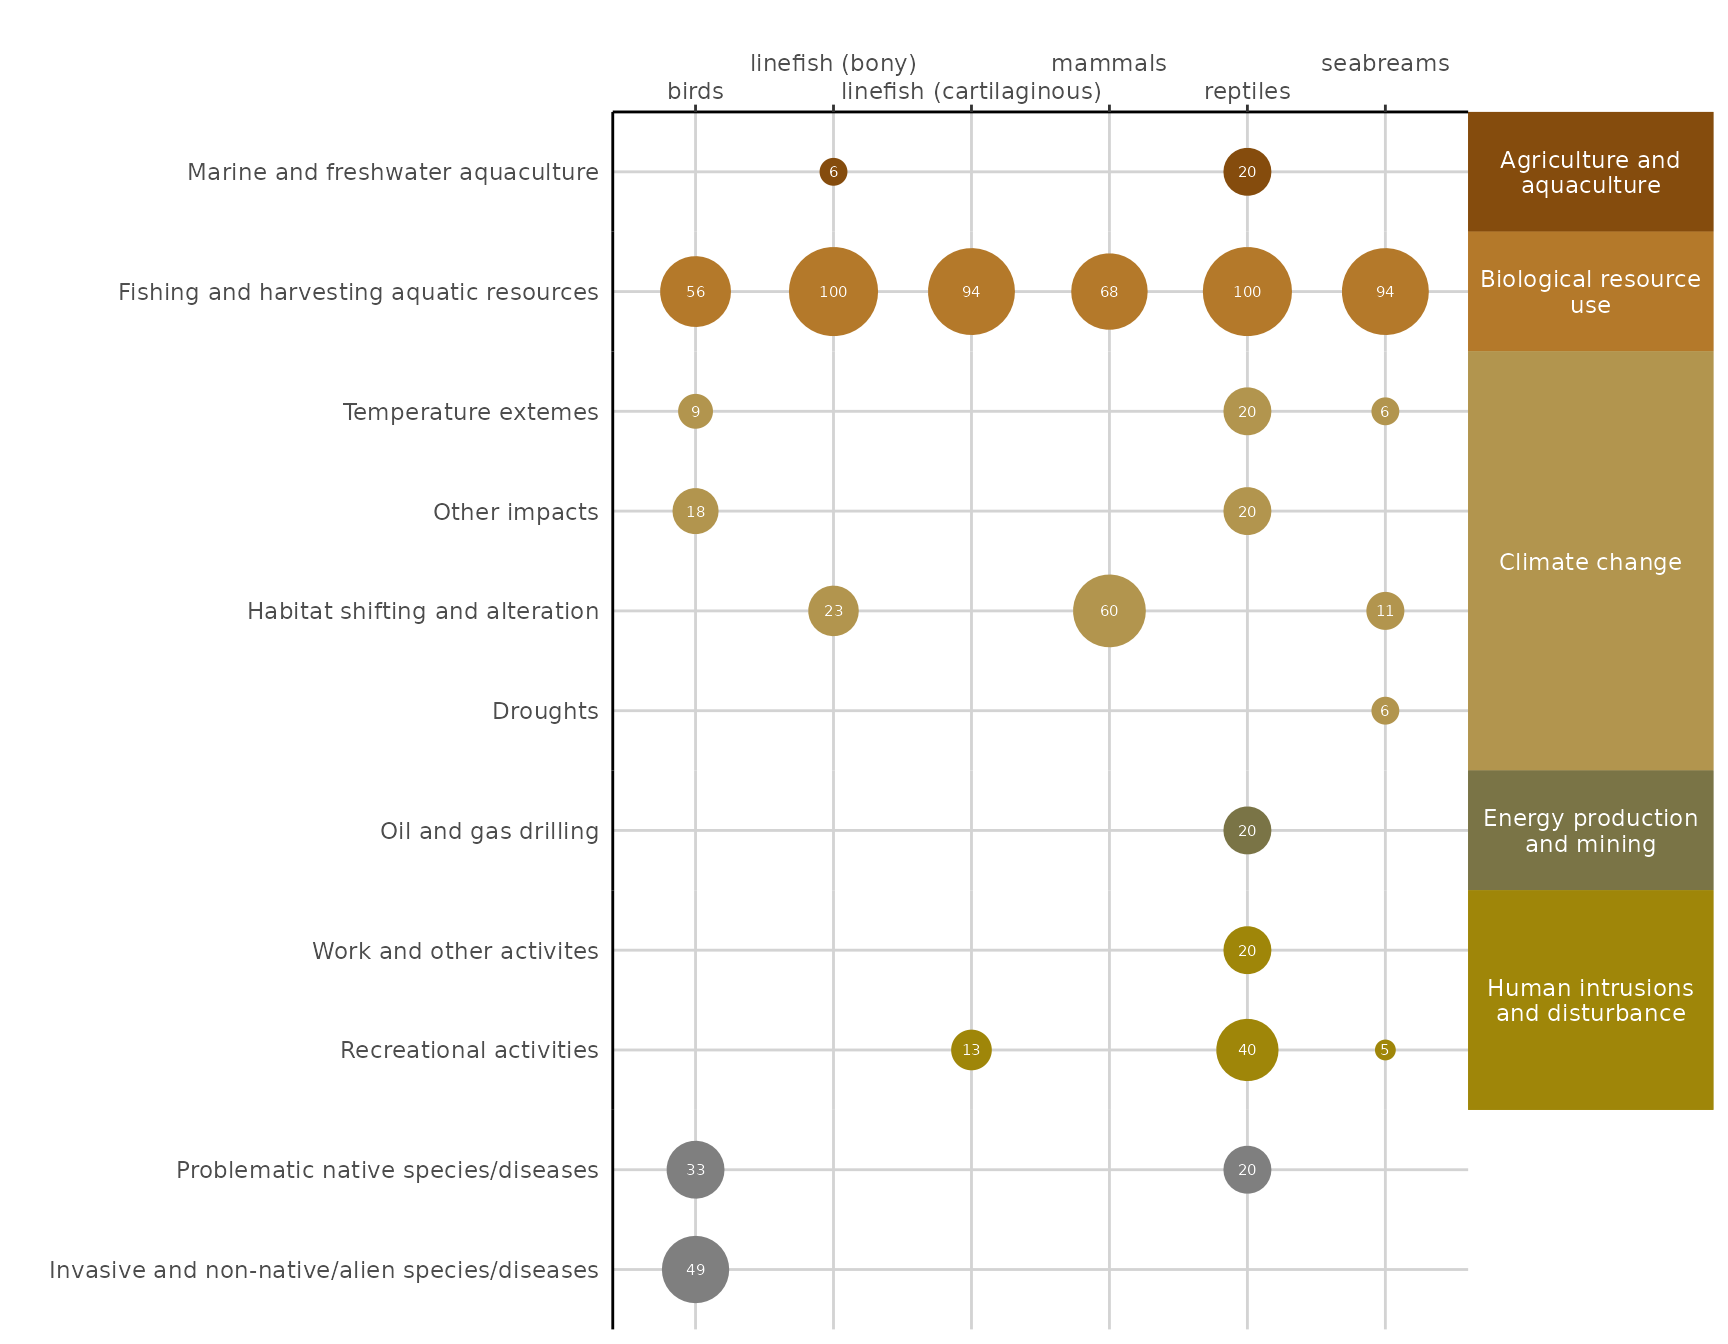 linefish (bony) mammals seabreams
birds linefish (cartilaginous) reptiles
Marine and freshwater aquaculture 6 20 Agriculture and
aquaculture
Fishing and harvesting aquatic resources 56 100 94 68 100 94 Biological resource
use
Temperature extemes 9 20 6
Other impacts 18 20
Climate change
Habitat shifting and alteration 23 60 11
Droughts 6
Oil and gas drilling 20 Energy production
and mining
Work and other activites 20
Human intrusions
and disturbance
Recreational activities 13 40 5
Problematic native species/diseases 33 20
Invasive and non-native/alien species/diseases 49